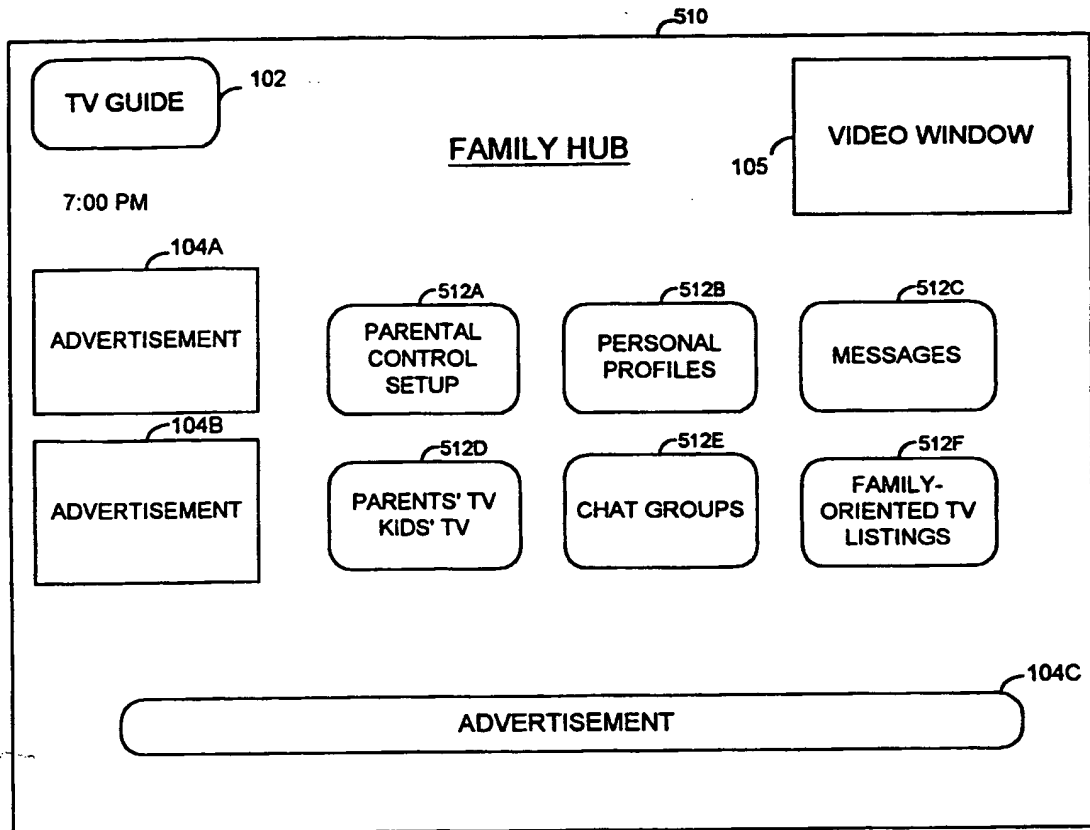 510
TV GUIDE
102
FAMILY HUB
VIDEO WINDOW
105
7:00 PM
104A
ADVERTISEMENT
512A
PARENTAL
CONTROL
SETUP
512B
PERSONAL
PROFILES
512C
MESSAGES
104B
ADVERTISEMENT
512D
PARENTS' TV
KIDS' TV
512E
CHAT GROUPS
512F
FAMILY-
ORIENTED TV
LISTINGS
104C
ADVERTISEMENT